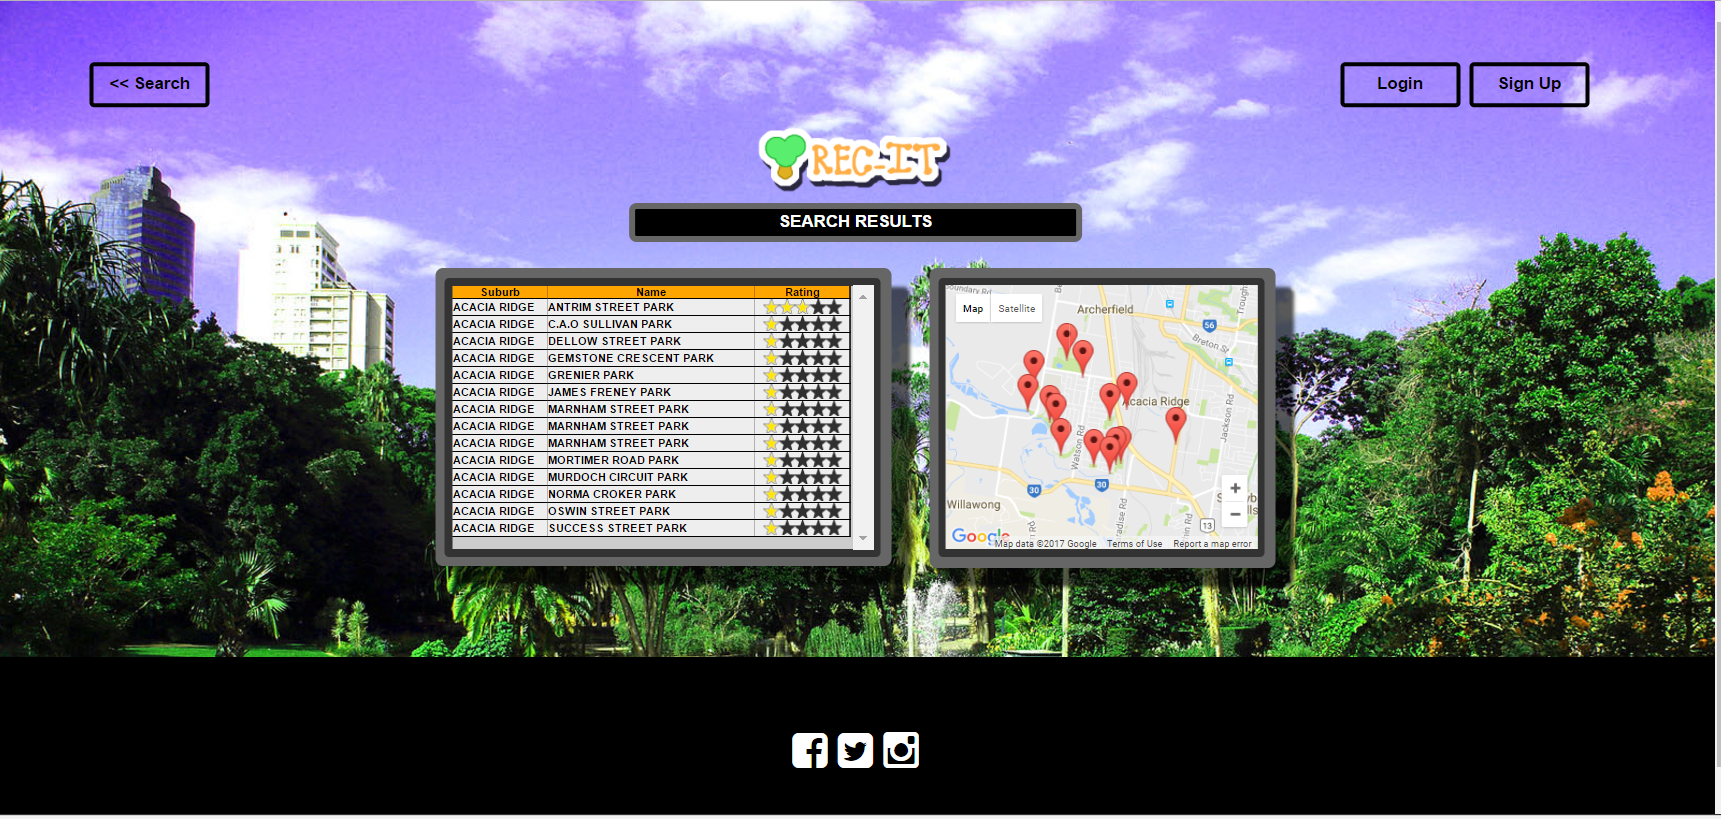 << Search
Login
Sign Up
REC-IT
SEARCH RESULTS
Suburb Name Rating
ACACIA RIDGE ANTRIM STREET PARK
ACACIA RIDGE C.A.O SULLIVAN PARK
ACACIA RIDGE DELLOW STREET PARK
ACACIA RIDGE GEMSTONE CRESCENT PARK
ACACIA RIDGE GRENIER PARK
ACACIA RIDGE JAMES FRENEY PARK
ACACIA RIDGE MARNHAM STREET PARK
ACACIA RIDGE MARNHAM STREET PARK
ACACIA RIDGE MARNHAM STREET PARK
ACACIA RIDGE MORTIMER ROAD PARK
ACACIA RIDGE MURDOCH CIRCUIT PARK
ACACIA RIDGE NORMA CROKER PARK
ACACIA RIDGE OSWIN STREET PARK
ACACIA RIDGE SUCCESS STREET PARK
Map Satellite
Archerfield
56
Breton St
Acacia Ridge
Jackson Rd
Watson Rd
30
30
Willawong
13
+
−
Google
Map data ©2017 Google Terms of Use Report a map error